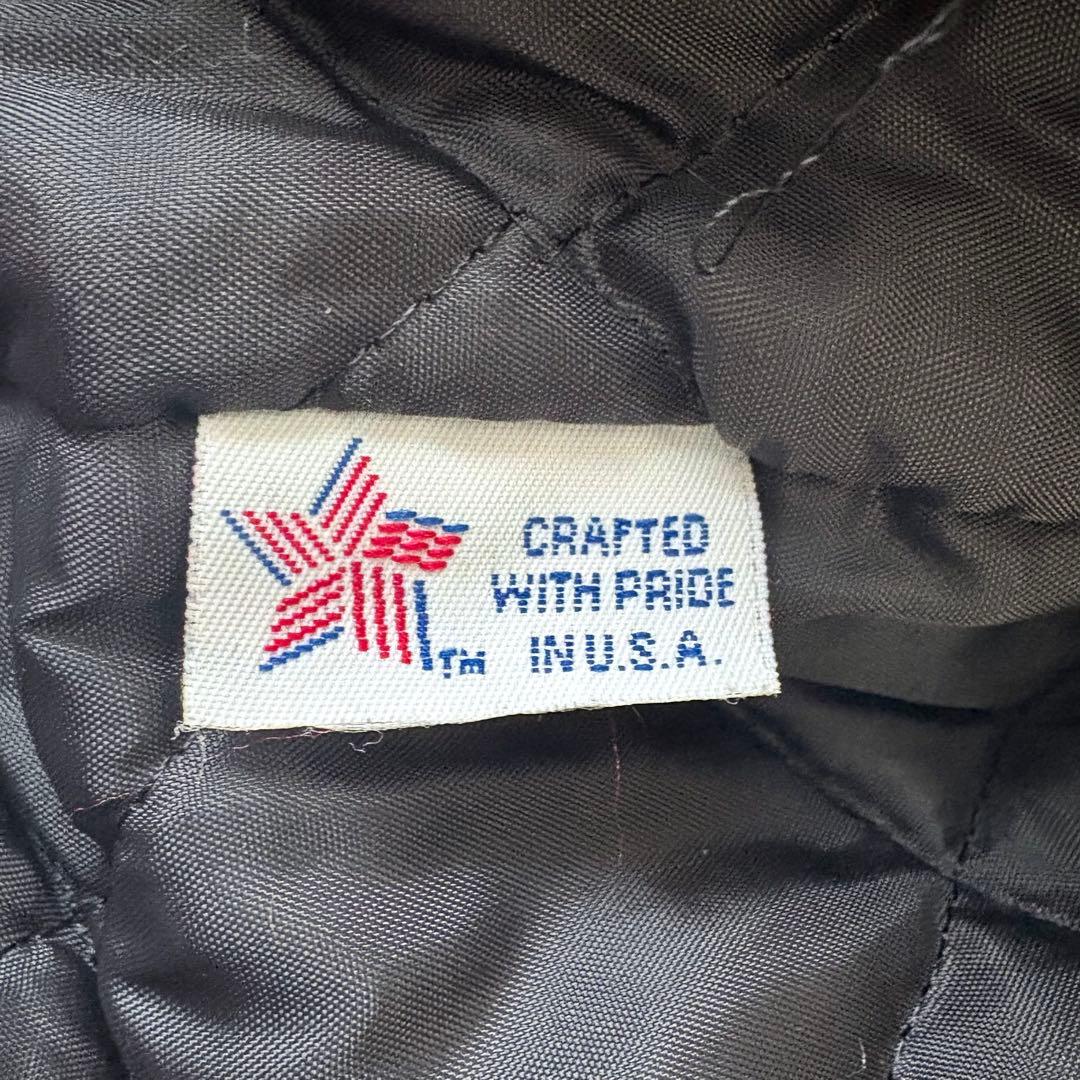 CRAFTED
WITH PRIDE
IN U.S.A.
TM